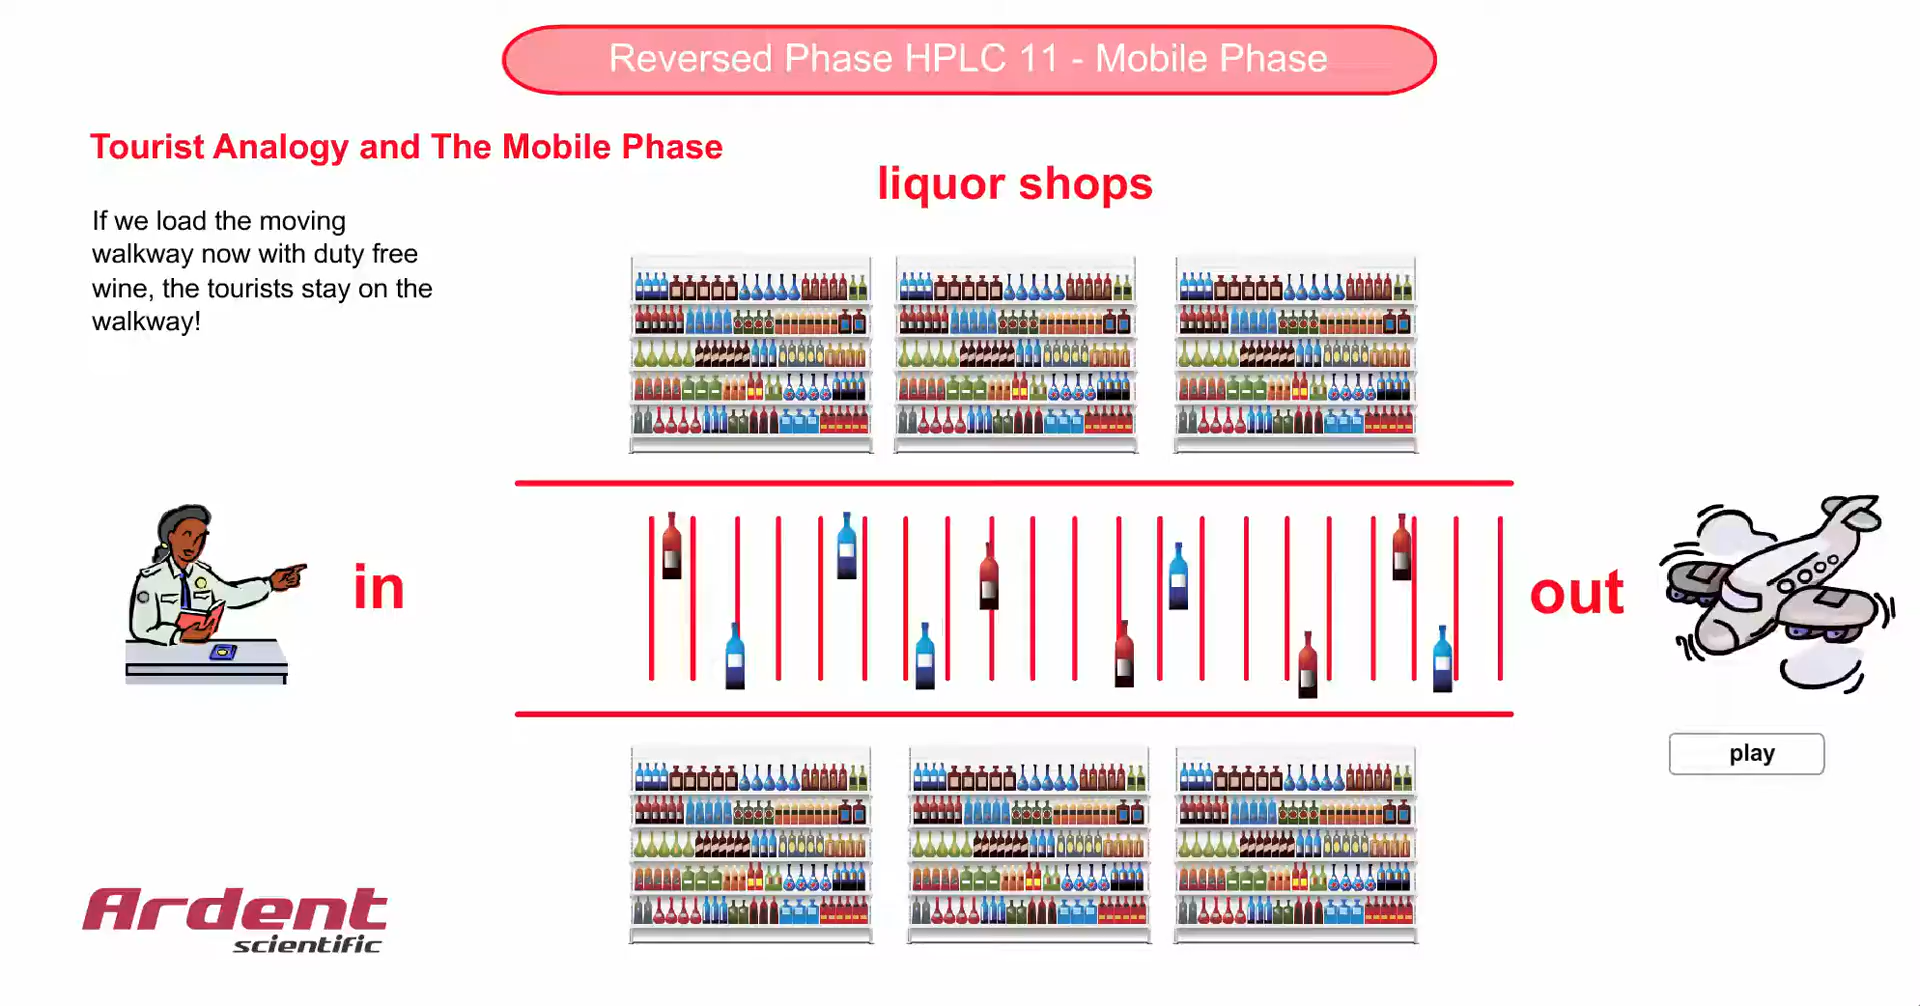 Reversed Phase HPLC 11 - Mobile Phase
Tourist Analogy and The Mobile Phase
liquor shops
If we load the moving
walkway now with duty free
wine, the tourists stay on the
walkway!
in
out
play
Ardent
scientific